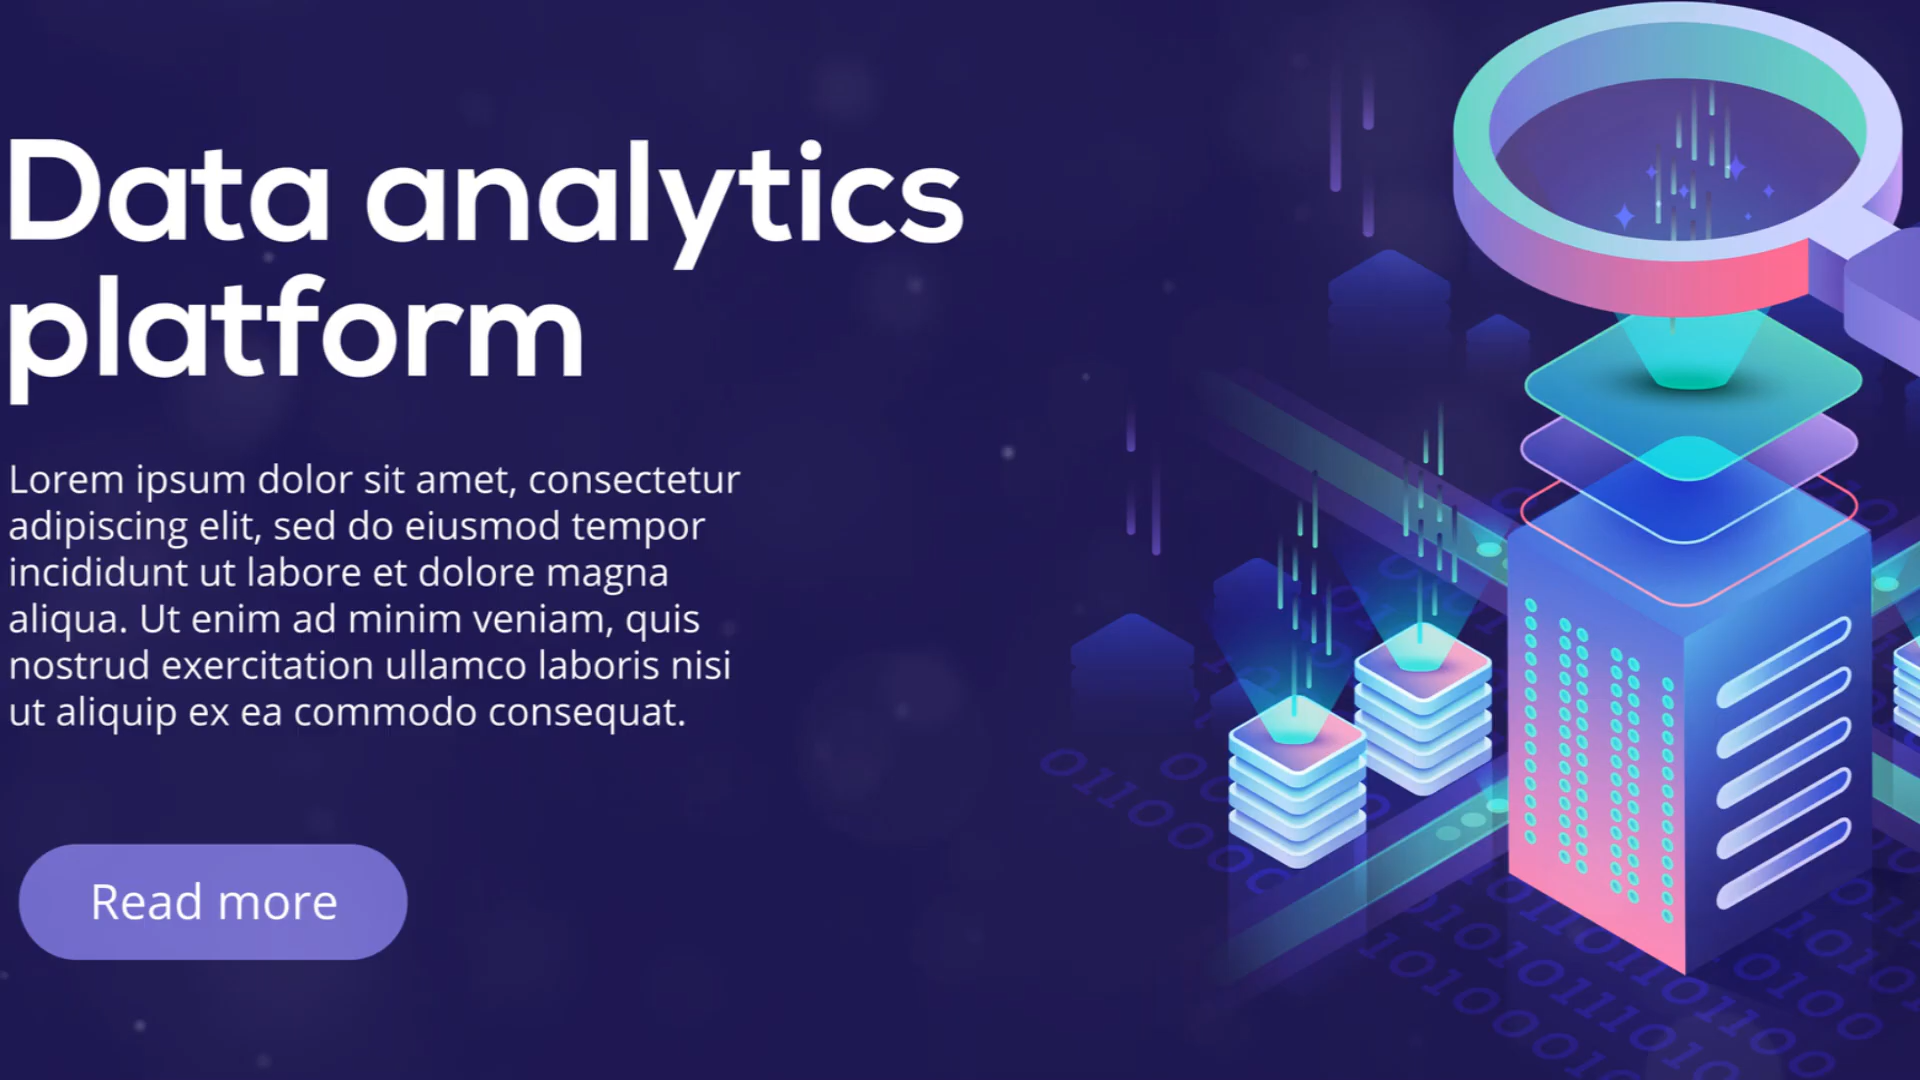 Data analytics
platform
Lorem ipsum dolor sit amet, consectetur
adipiscing elit, sed do eiusmod tempor
incididunt ut labore et dolore magna
aliqua. Ut enim ad minim veniam, quis
nostrud exercitation ullamco laboris nisi
ut aliquip ex ea commodo consequat.
Read more